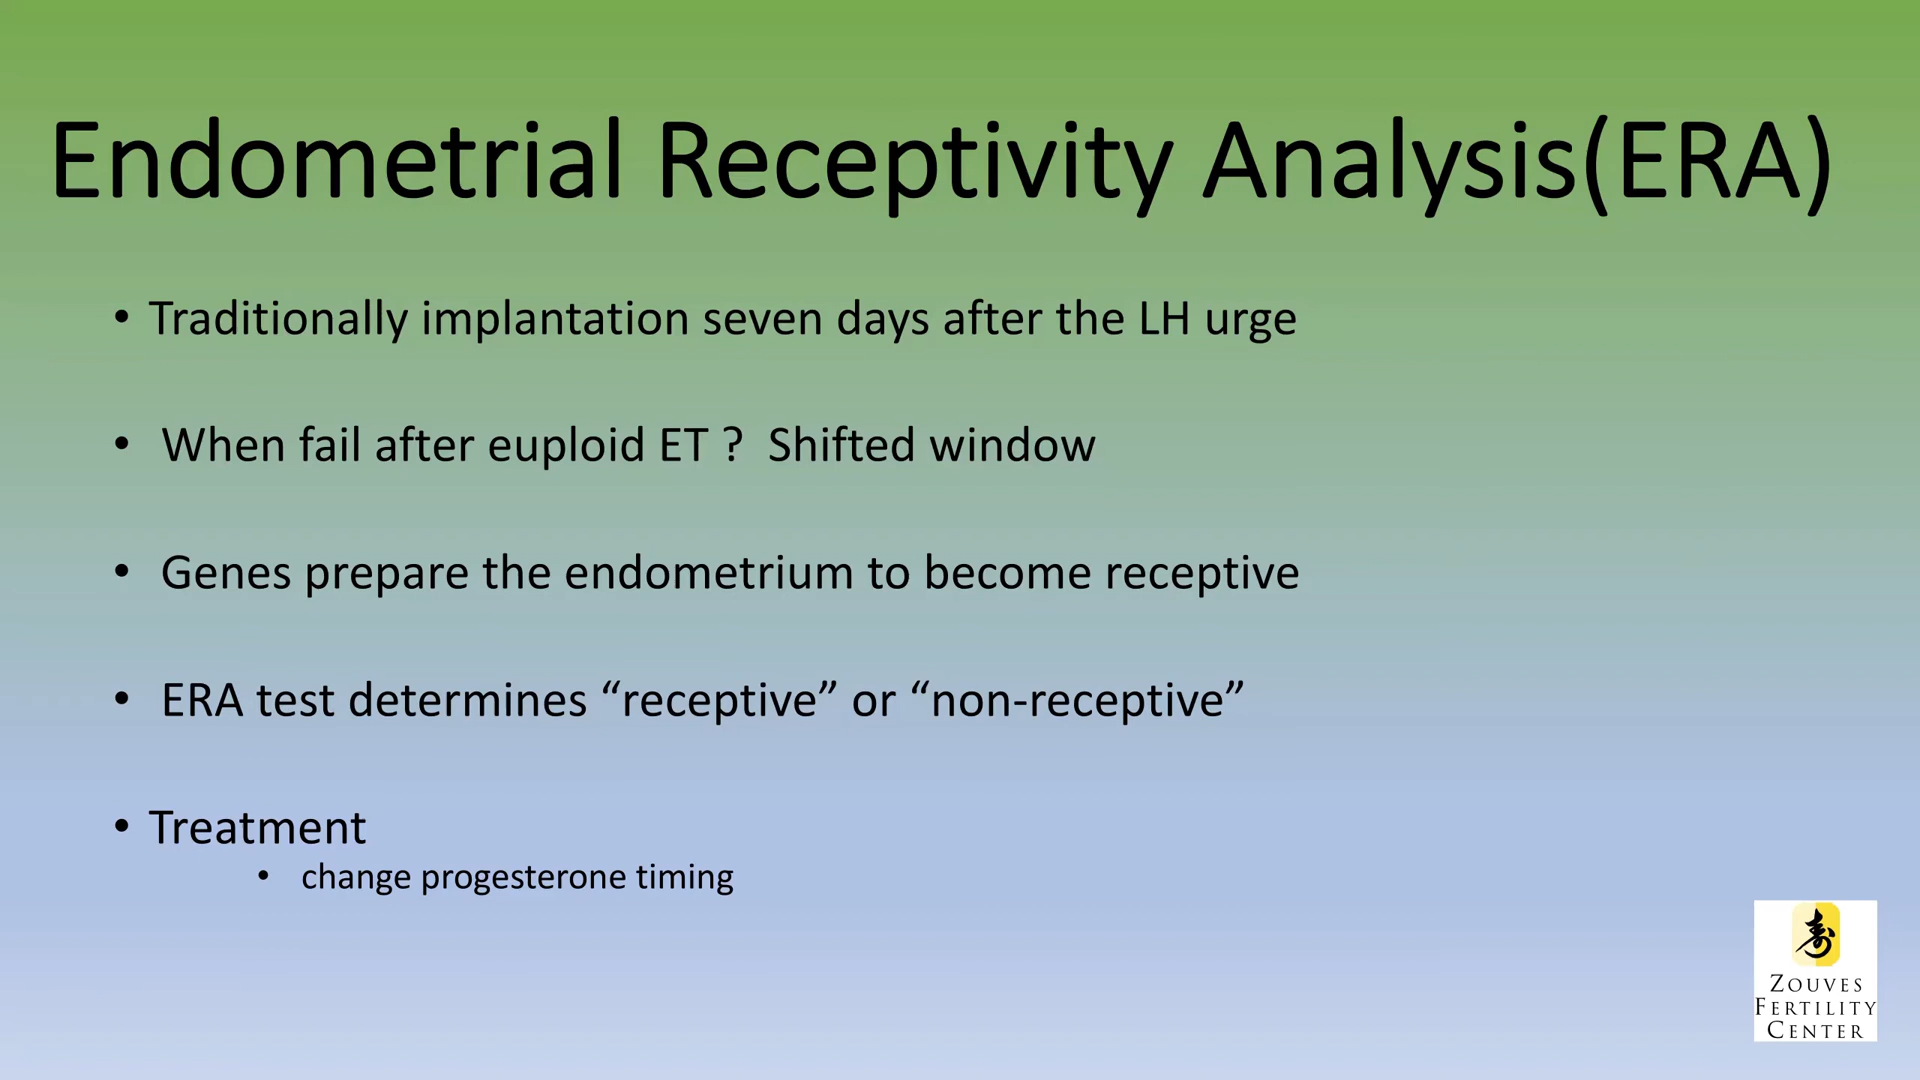 Endometrial Receptivity Analysis(ERA)
• Traditionally implantation seven days after the LH urge
• When fail after euploid ET ? Shifted window
• Genes prepare the endometrium to become receptive
• ERA test determines “receptive” or “non-receptive”
• Treatment
• change progesterone timing
寿
ZOUVES
FERTILITY
CENTER